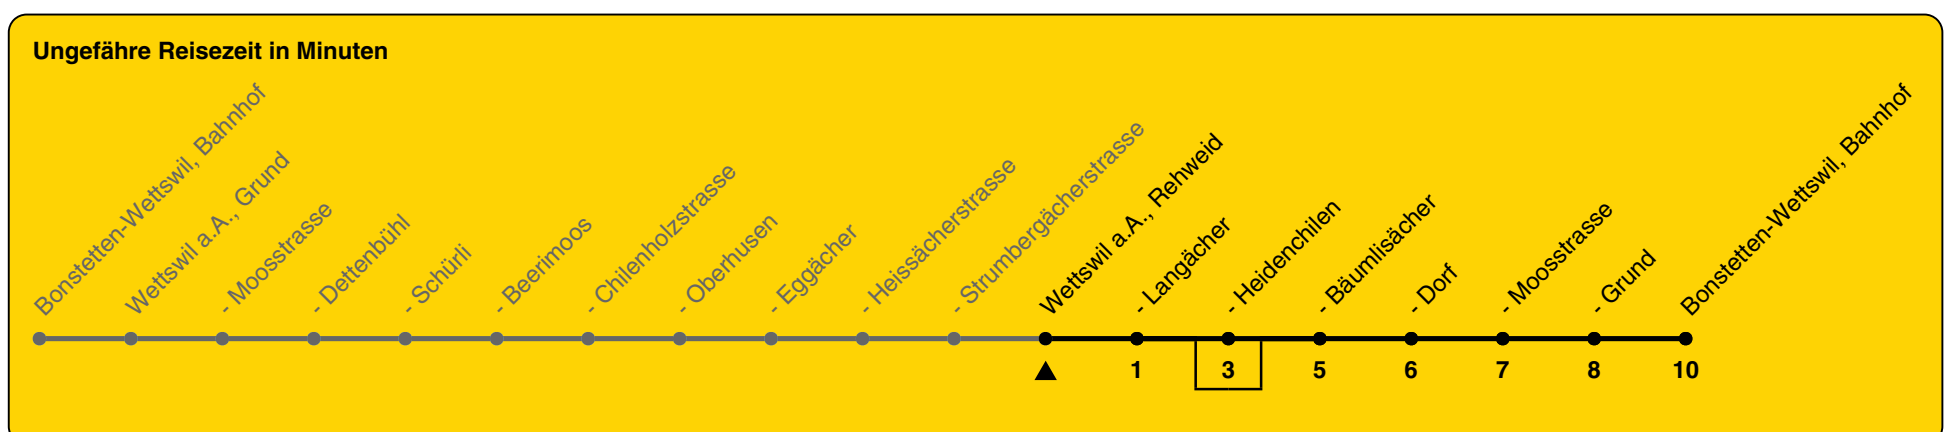 Ungefähre Reisezeit in Minuten
Bonstetten-Wettswil, Bahnhof
Wettswil a.A., Grund
- Moosstrasse
- Dettenbühl
- Schürli
- Beerimoos
- Chilenholzstrasse
- Oberhusen
- Eggächer
- Heissächerstrasse
- Strumbergächerstrasse
Wettswil a.A., Rehweid
- Langächer
- Heidenchilen
- Bäumlisächer
- Dorf
- Moosstrasse
- Grund
Bonstetten-Wettswil, Bahnhof
1 3 5 6 7 8 10